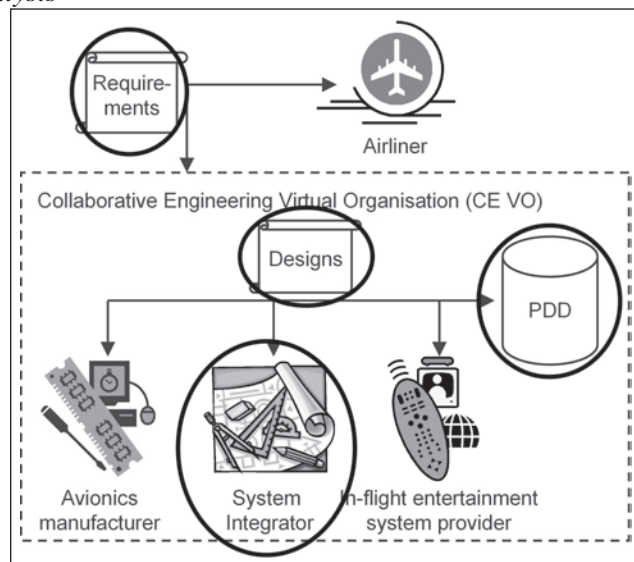 Require-
ments
Airliner
Collaborative Engineering Virtual Organisation (CE VO)
Designs
PDD
Avionics
manufacturer
System
Integrator
In-flight entertainment
system provider